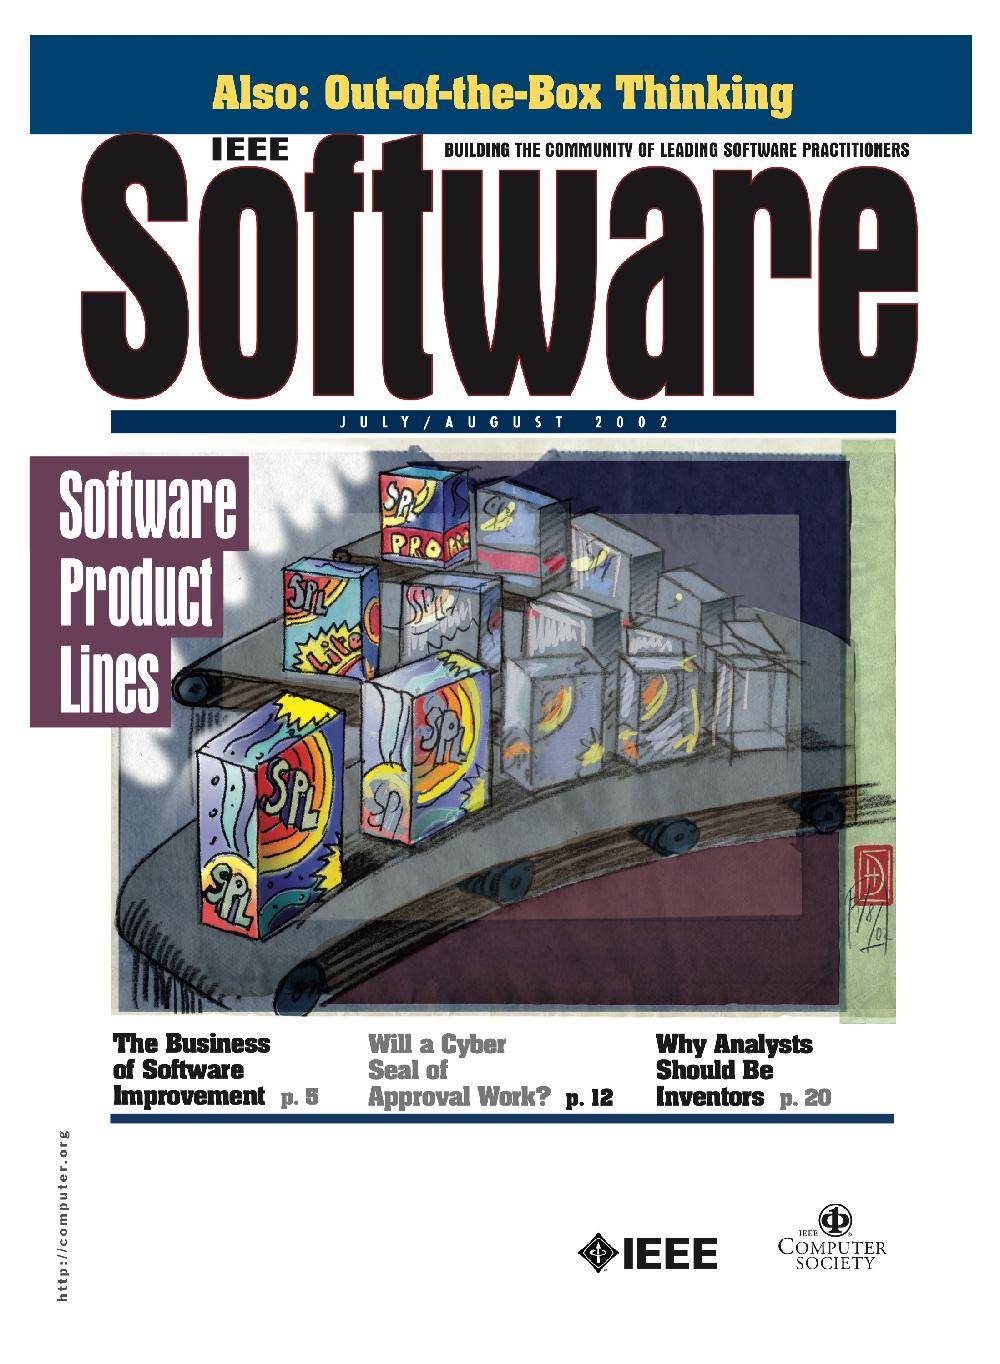 Also: Out-of-the-Box Thinking
IEEE
BUILDING THE COMMUNITY OF LEADING SOFTWARE PRACTITIONERS
Software
JULY/AUGUST 2002
Software
Product
Lines
SPL
PRO
SPL
Lite
SPL
SPL
SPL
SPL
SPL
The Business
of Software
Improvement p. 5
Will a Cyber
Seal of
Approval Work? p. 12
Why Analysts
Should Be
Inventors p. 20
http://computer.org
IEEE
IEEE
COMPUTER
SOCIETY